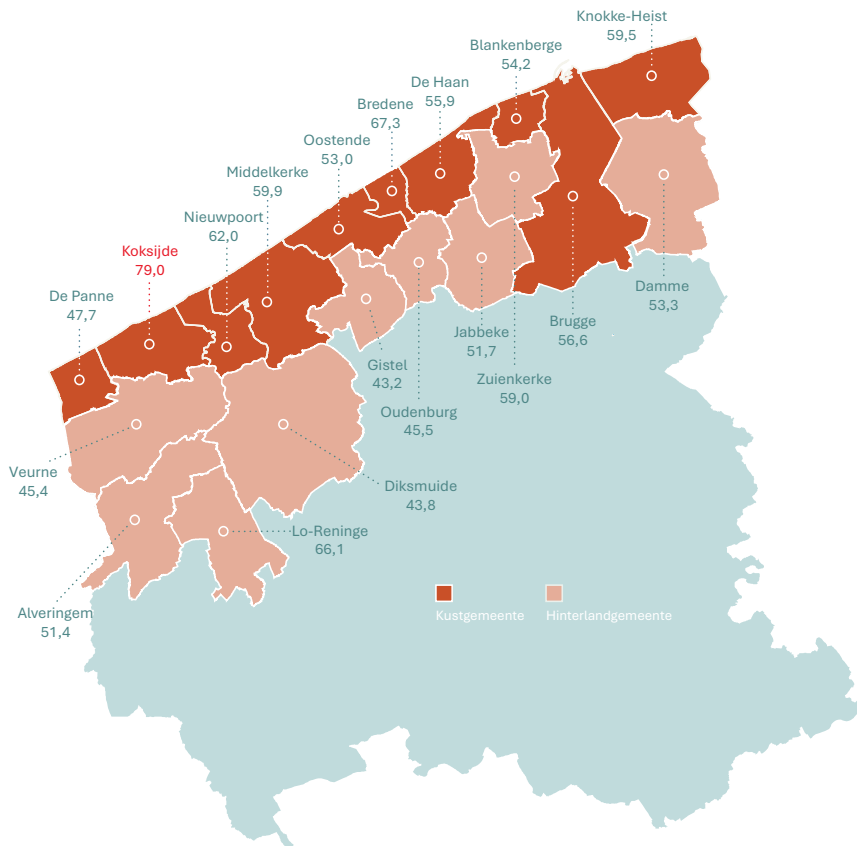 Knokke-Heist
59,5
Blankenberge
54,2
De Haan
55,9
Bredene
67,3
Oostende
53,0
Middelkerke
59,9
Nieuwpoort
62,0
Koksijde
79,0
De Panne
47,7
Damme
53,3
Brugge
56,6
Jabbeke
51,7
Zuienkerke
59,0
Gistel
43,2
Oudenburg
45,5
Veurne
45,4
Diksmuide
43,8
Lo-Reninge
66,1
Alveringem
51,4
Kustgemeente
Hinterlandgemeente